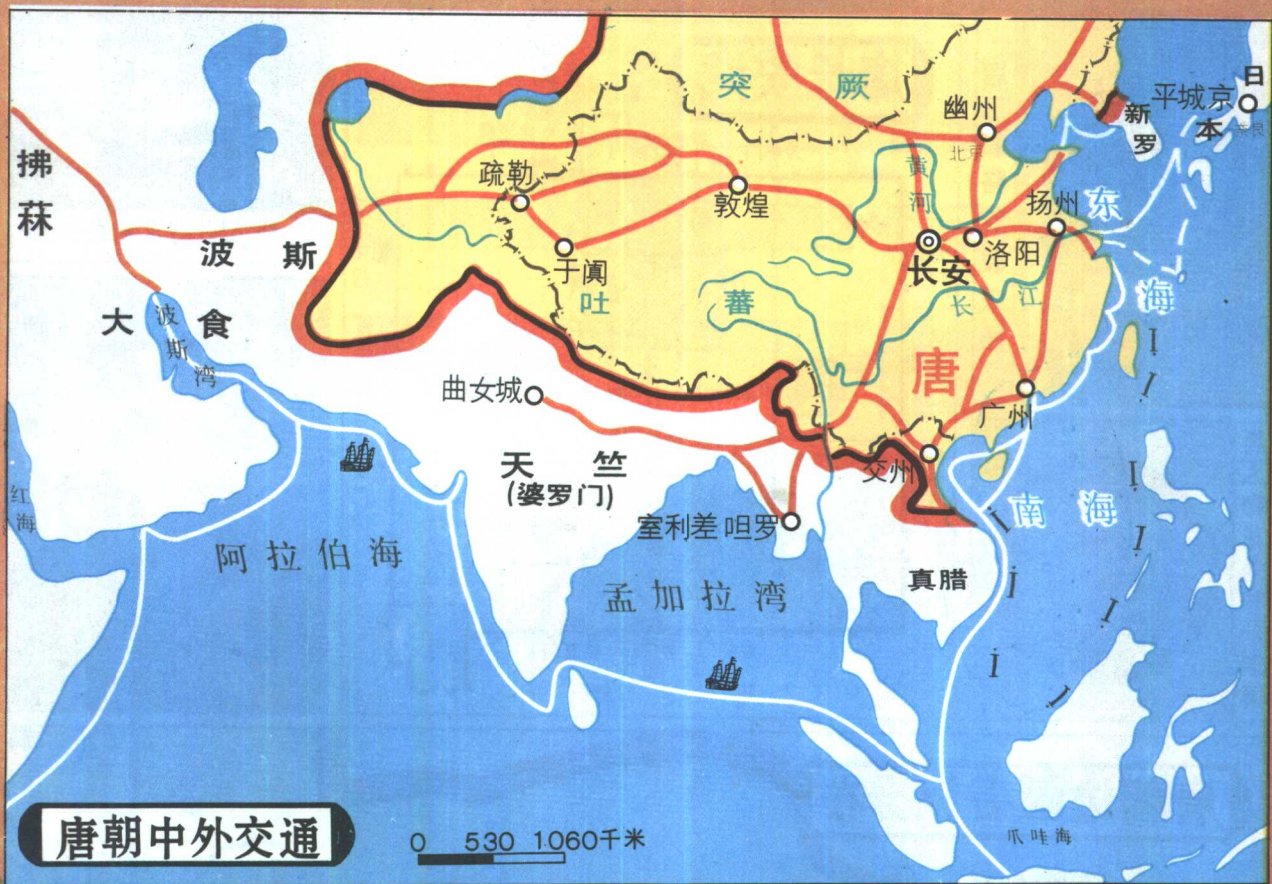 突厥
日本
平城京
奈良
新罗
幽州
北京
黄河
拂菻
疏勒
敦煌
扬州
东海
波斯
于阗
长安
洛阳
吐蕃
长江
大食
波斯湾
唐
曲女城
广州
天竺
(婆罗门)
交州
红海
南海
室利差呾罗
阿拉伯海
孟加拉湾
真腊
唐朝中外交通
0 530 1060千米
爪哇海